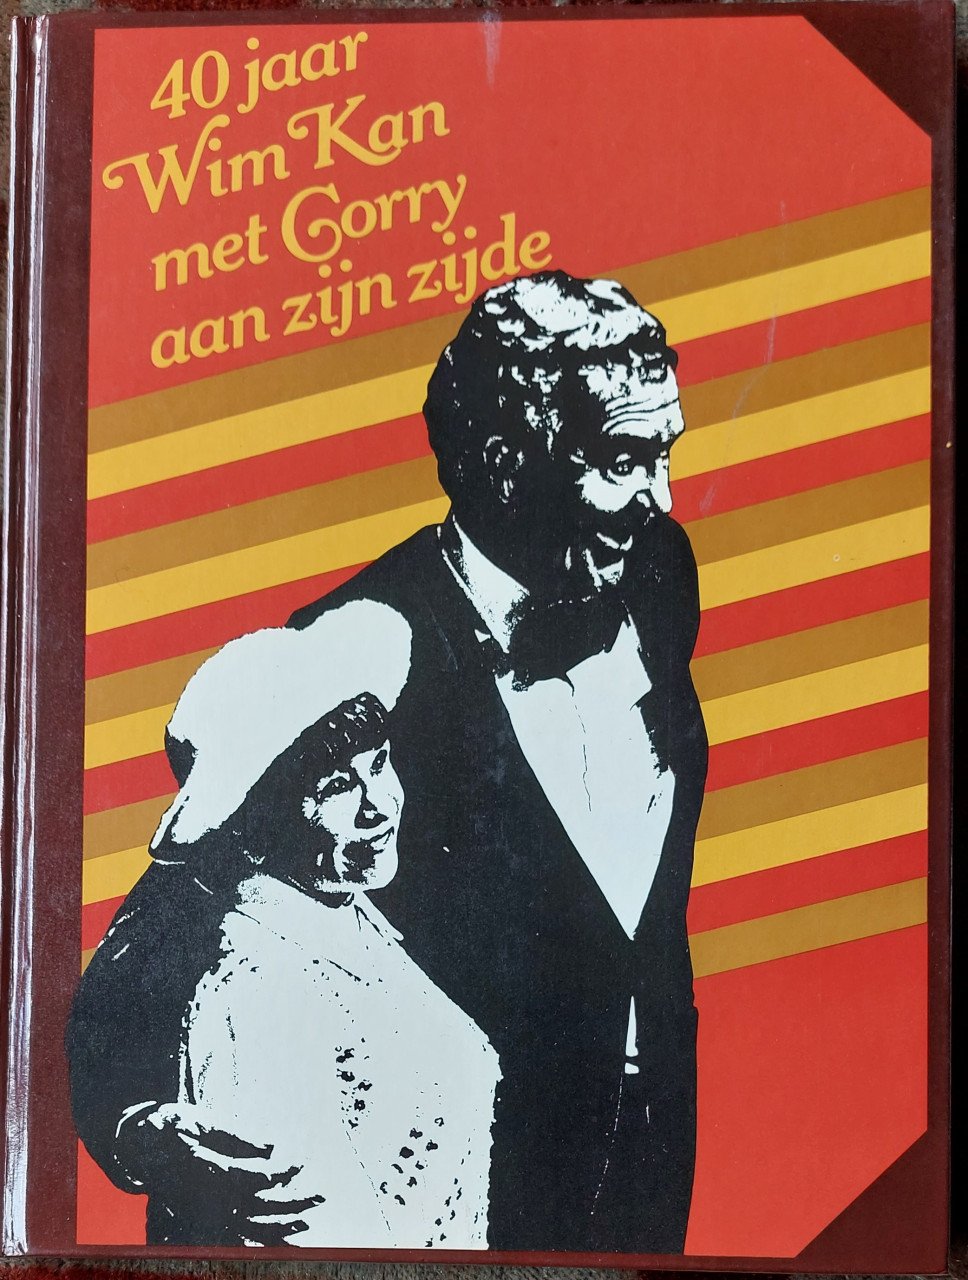 40 jaar
Wim Kan
met Corry
aan zijn zijde